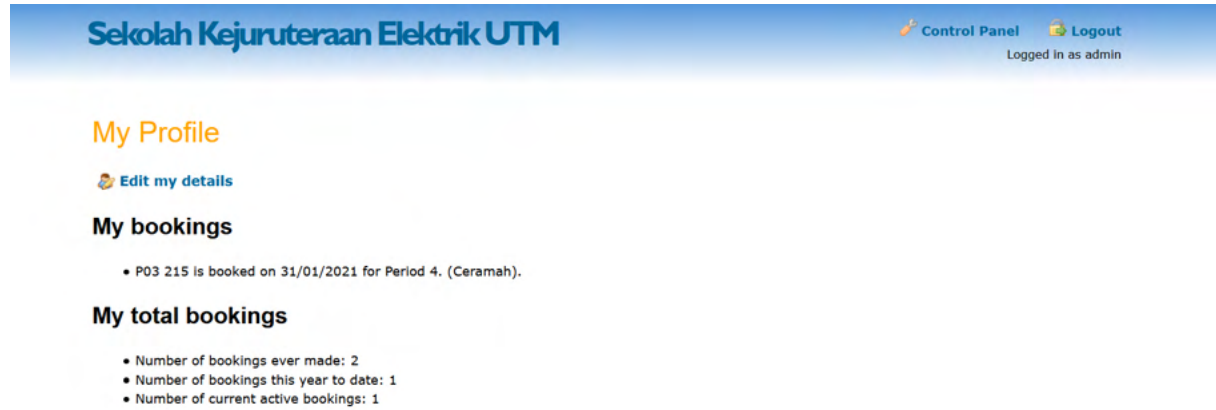 Sekolah Kejuruteraan Elektrik UTM
Control Panel Logout
Logged in as admin
My Profile
Edit my details
My bookings
• P03 215 is booked on 31/01/2021 for Period 4. (Ceramah).
My total bookings
• Number of bookings ever made: 2
• Number of bookings this year to date: 1
• Number of current active bookings: 1